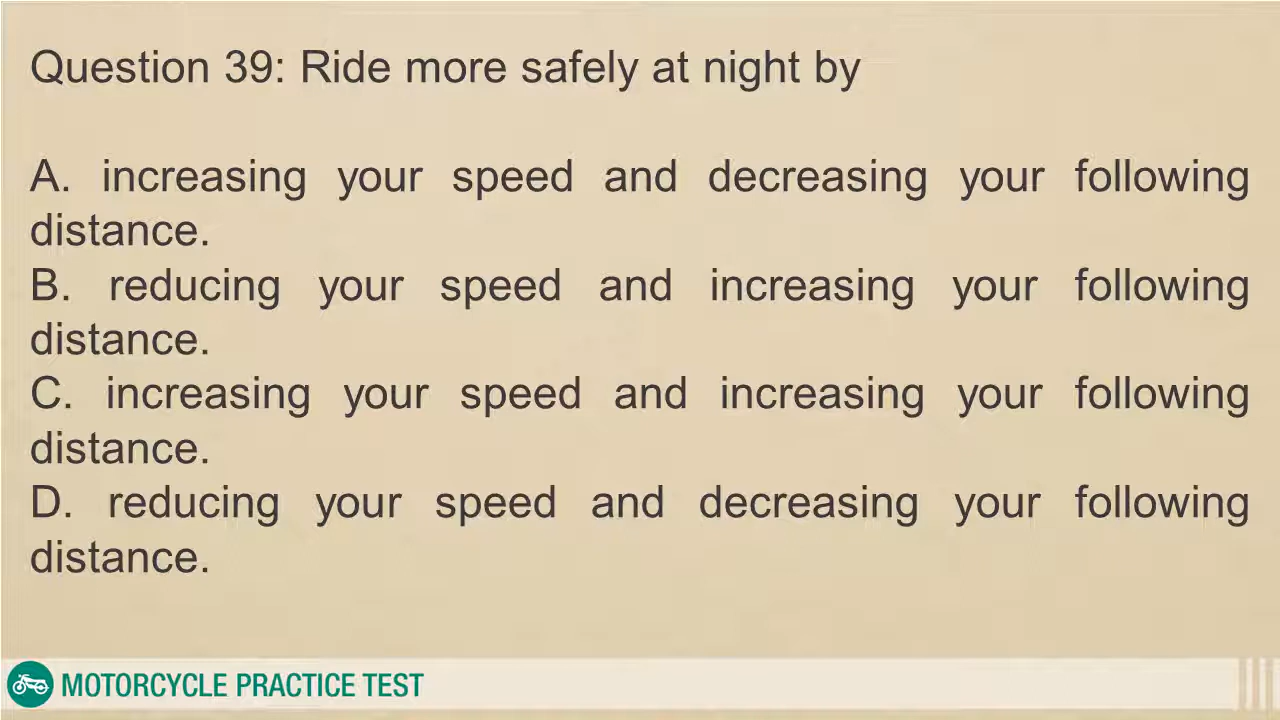 Question 39: Ride more safely at night by
A. increasing your speed and decreasing your following
distance.
B. reducing your speed and increasing your following
distance.
C. increasing your speed and increasing your following
distance.
D. reducing your speed and decreasing your following
distance.
MOTORCYCLE PRACTICE TEST